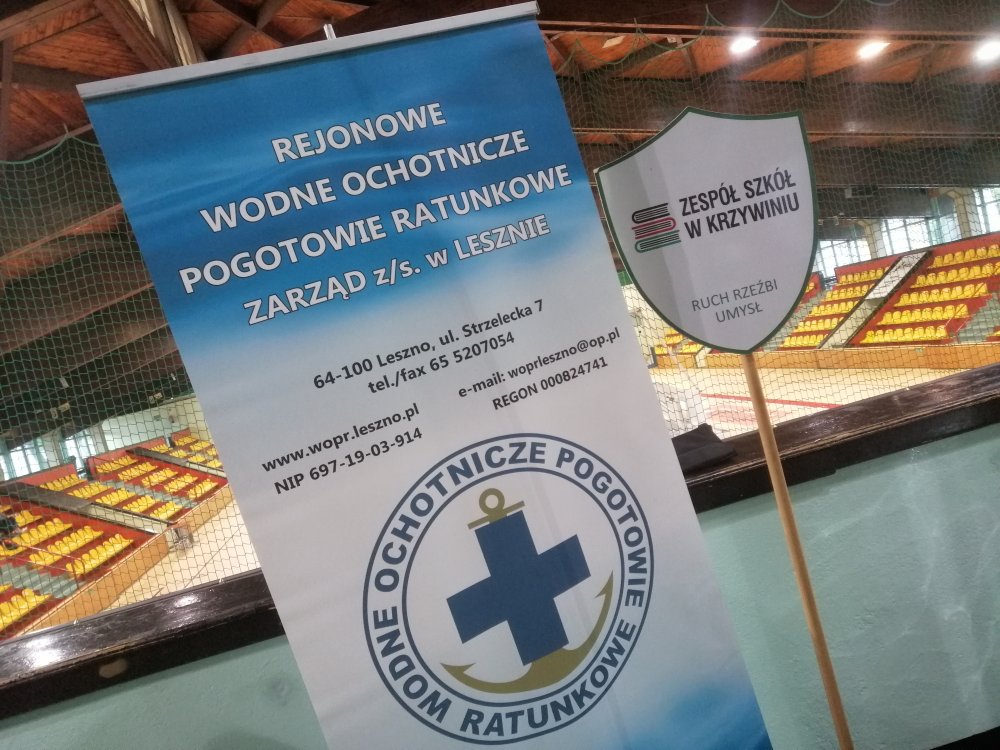 REJONOWE
WODNE OCHOTNICZE
POGOTOWIE RATUNKOWE
ZARZĄD z/s. w LESZNIE
64-100 Leszno, ul. Strzelecka 7
tel./fax 65 5207054
www.wopr.leszno.pl
e-mail: woprleszno@op.pl
NIP 697-19-03-914
REGON 000824741
WODNE OCHOTNICZE POGOTOWIE RATUNKOWE
ZESPÓŁ SZKÓŁ
W KRZYWINIU
RUCH RZEŹBI
UMYSŁ